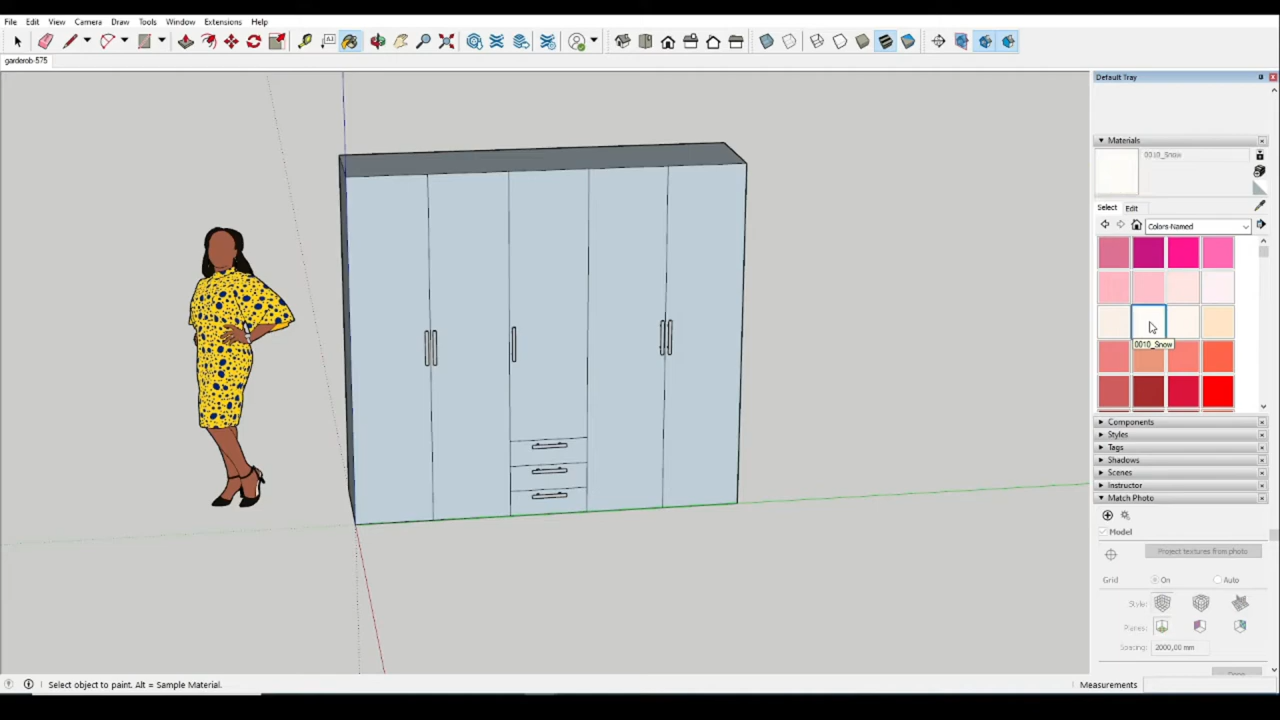 File Edit View Camera Draw Tools Window Extensions Help
garderob-575
Default Tray
Materials
0010_Snow
Select Edit
Colors-Named
0010_Snow
Components
Styles
Tags
Shadows
Scenes
Instructor
Match Photo
Model
Project textures from photo
Grid On Auto
Style:
Planes:
Spacing: 2000,00 mm
Select object to paint. Alt = Sample Material.
Measurements